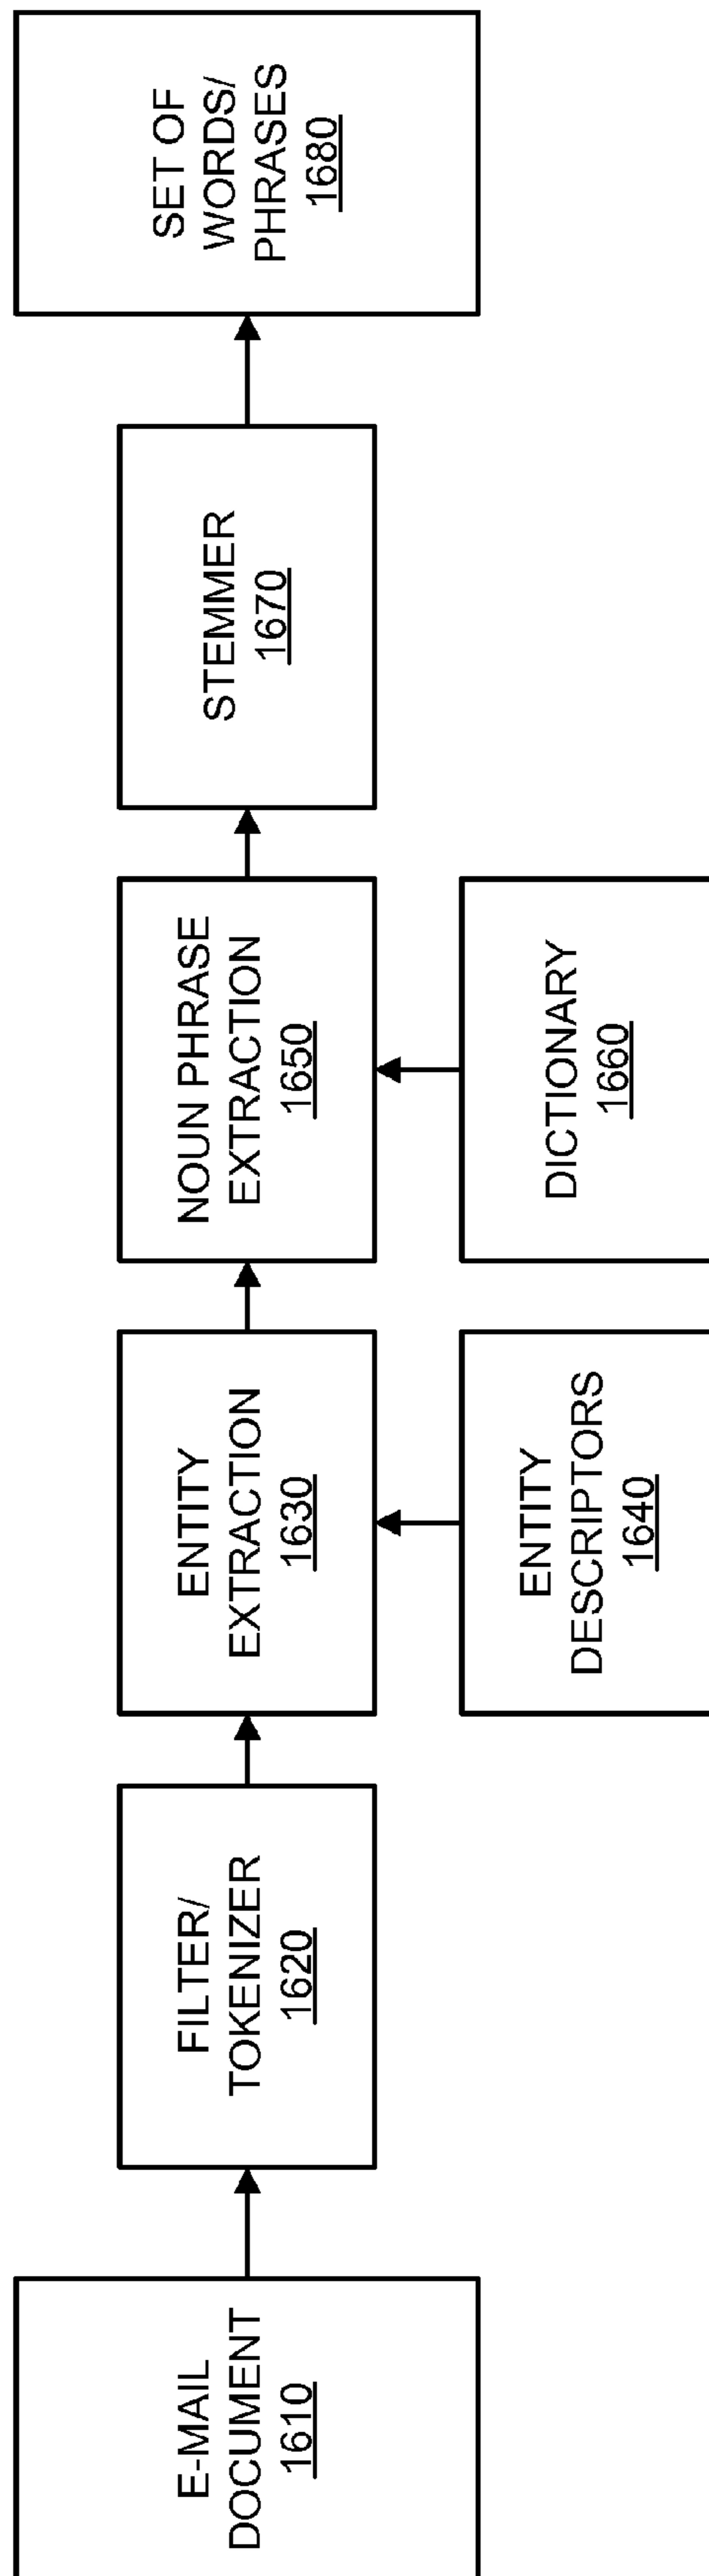 E-MAIL
DOCUMENT
1610
FILTER/
TOKENIZER
1620
ENTITY
EXTRACTION
1630
ENTITY
DESCRIPTORS
1640
NOUN PHRASE
EXTRACTION
1650
DICTIONARY
1660
STEMMER
1670
SET OF
WORDS/
PHRASES
1680